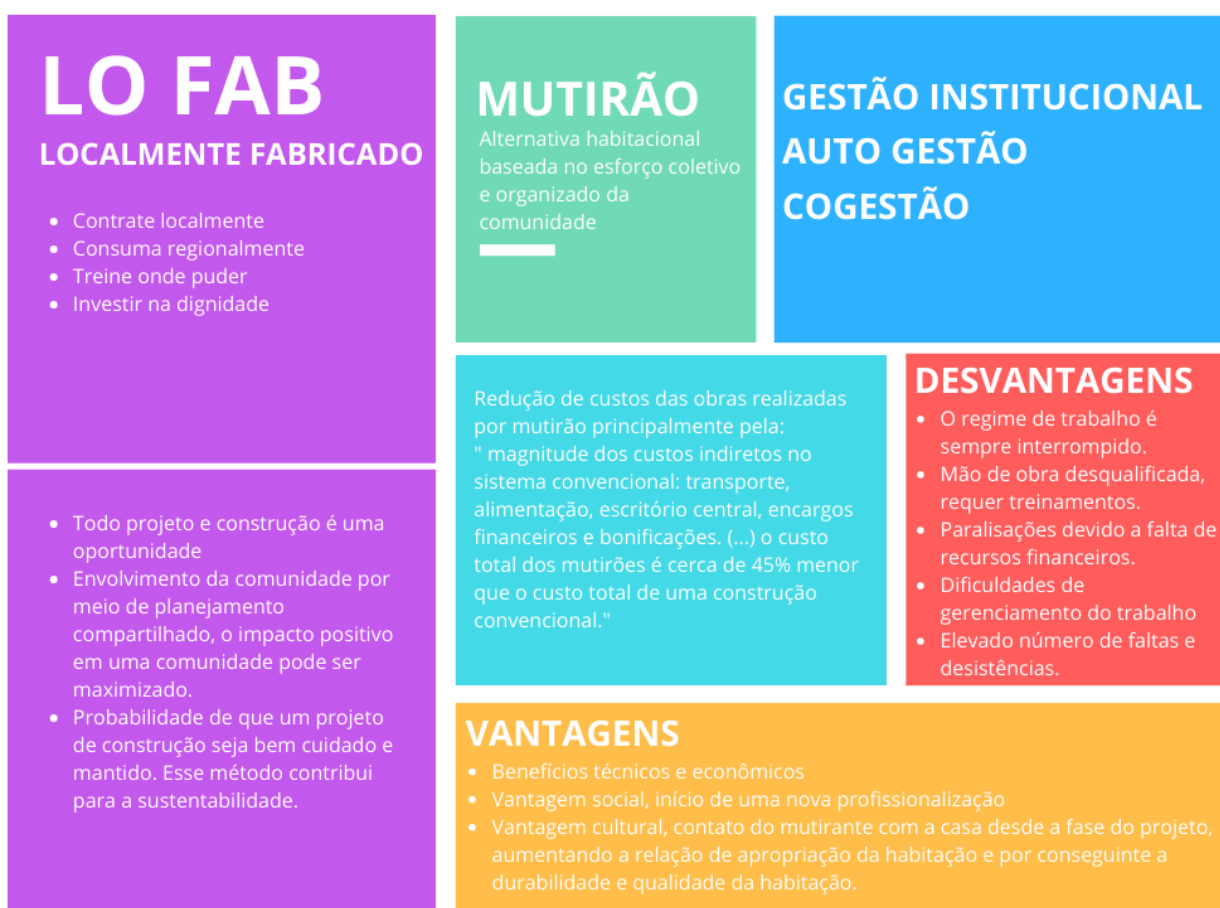 LO FAB
LOCALMENTE FABRICADO
• Contrate localmente
• Consuma regionalmente
• Treine onde puder
• Investir na dignidade
• Todo projeto e construção é uma
oportunidade
• Envolvimento da comunidade por
meio de planejamento
compartilhado, o impacto positivo
em uma comunidade pode ser
maximizado.
• Probabilidade de que um projeto
de construção seja bem cuidado e
mantido. Esse método contribui
para a sustentabilidade.
MUTIRÃO
Alternativa habitacional
baseada no esforço coletivo
e organizado da
comunidade
GESTÃO INSTITUCIONAL
AUTO GESTÃO
COGESTÃO
Redução de custos das obras realizadas
por mutirão principalmente pela:
" magnitude dos custos indiretos no
sistema convencional: transporte,
alimentação, escritório central, encargos
financeiros e bonificações. (...) o custo
total dos mutirões é cerca de 45% menor
que o custo total de uma construção
convencional."
DESVANTAGENS
• O regime de trabalho é
sempre interrompido.
• Mão de obra desqualificada,
requer treinamentos.
• Paralisações devido a falta de
recursos financeiros.
• Dificuldades de
gerenciamento do trabalho
• Elevado número de faltas e
desistências.
VANTAGENS
• Benefícios técnicos e econômicos
• Vantagem social, início de uma nova profissionalização
• Vantagem cultural, contato do mutirante com a casa desde a fase do projeto,
aumentando a relação de apropriação da habitação e por conseguinte a
durabilidade e qualidade da habitação.